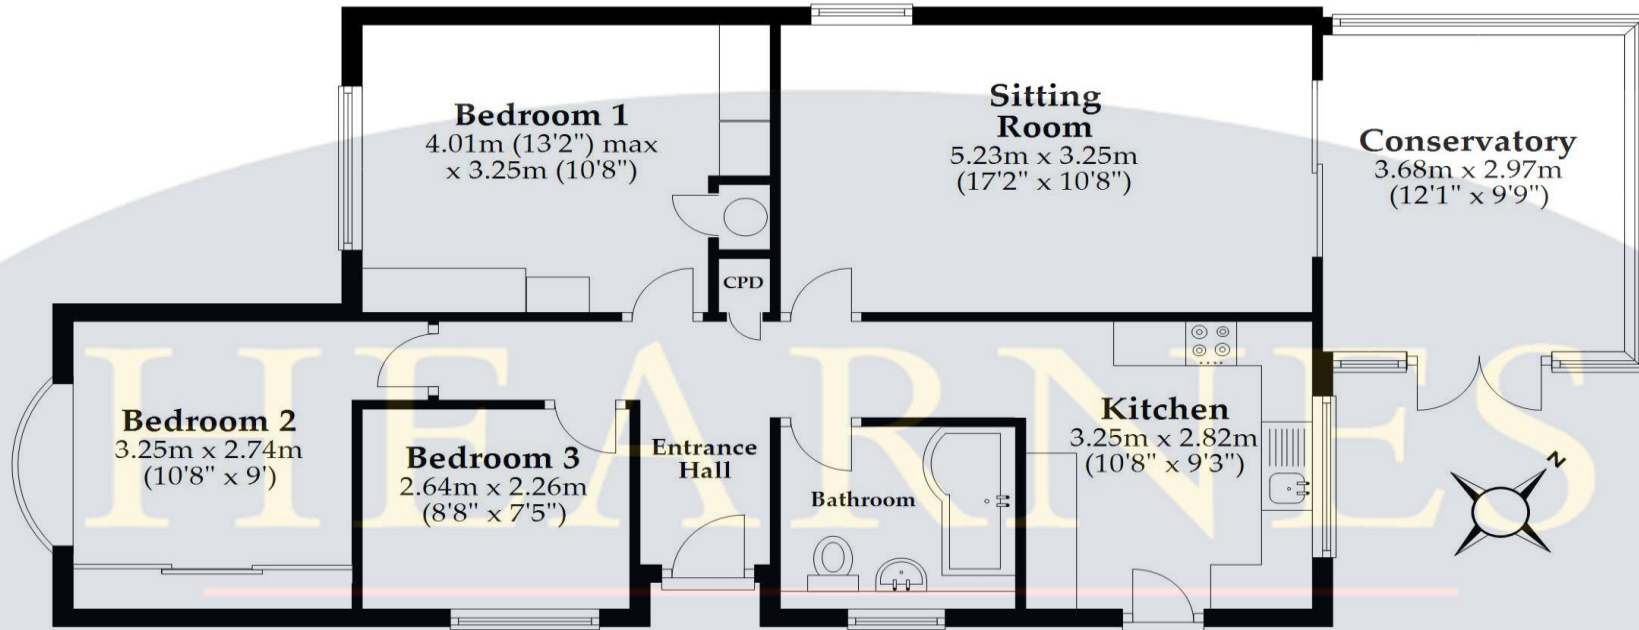 Bedroom 1
4.01m (13'2") max
x 3.25m (10'8")
Sitting
Room
5.23m x 3.25m
(17'2" x 10'8")
Conservatory
3.68m x 2.97m
(12'1" x 9'9")
CPD
Bedroom 2
3.25m x 2.74m
(10'8" x 9')
Bedroom 3
2.64m x 2.26m
(8'8" x 7'5")
Entrance
Hall
Bathroom
Kitchen
3.25m x 2.82m
(10'8" x 9'3")
N
HEARNES